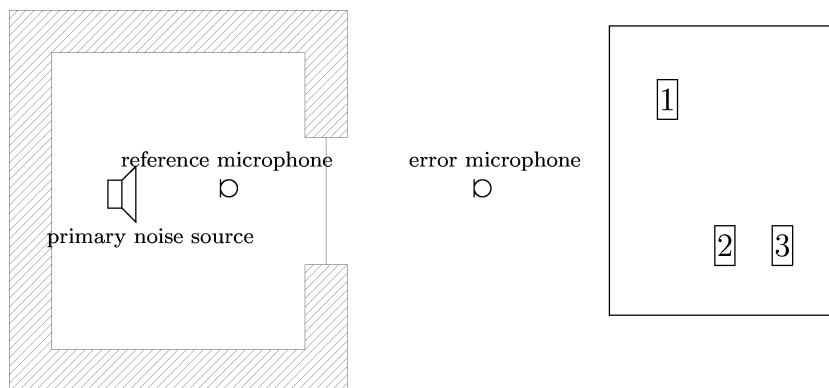 reference microphone
error microphone
primary noise source
1
2
3